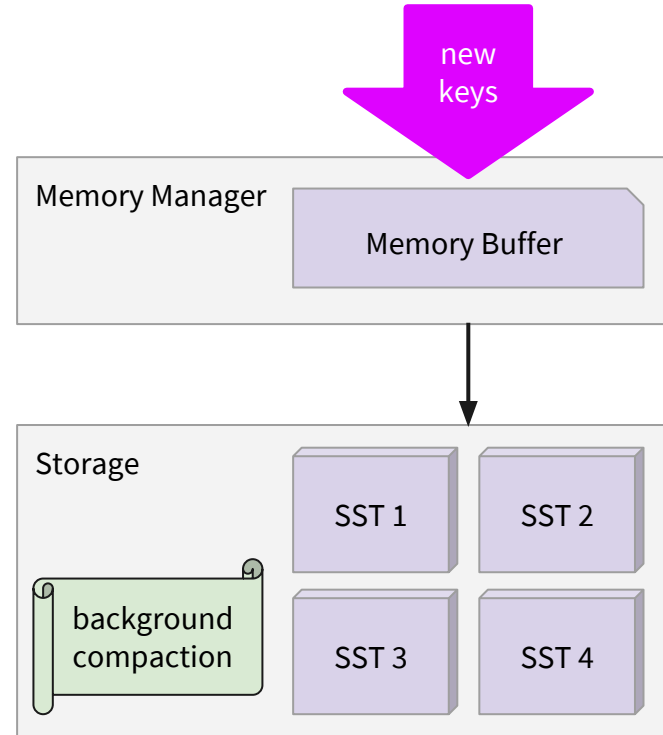 new
keys
Memory Manager
Memory Buffer
Storage
SST 1
SST 2
background
compaction
SST 3
SST 4